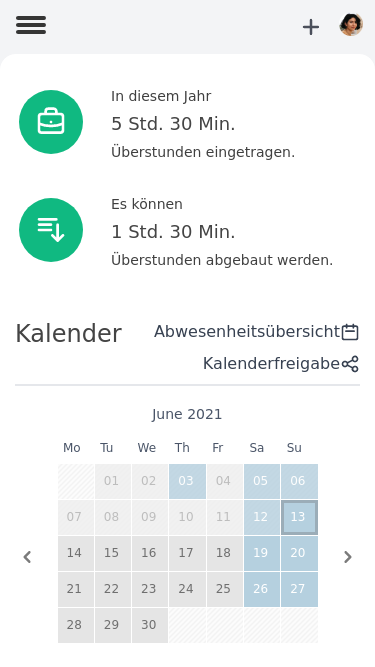 In diesem Jahr
5 Std. 30 Min.
Überstunden eingetragen.
Es können
1 Std. 30 Min.
Überstunden abgebaut werden.
Kalender
Abwesenheitsübersicht
Kalenderfreigabe
June 2021
Mo Tu We Th Fr Sa Su
01 02 03 04 05 06
07 08 09 10 11 12 13
14 15 16 17 18 19 20
21 22 23 24 25 26 27
28 29 30